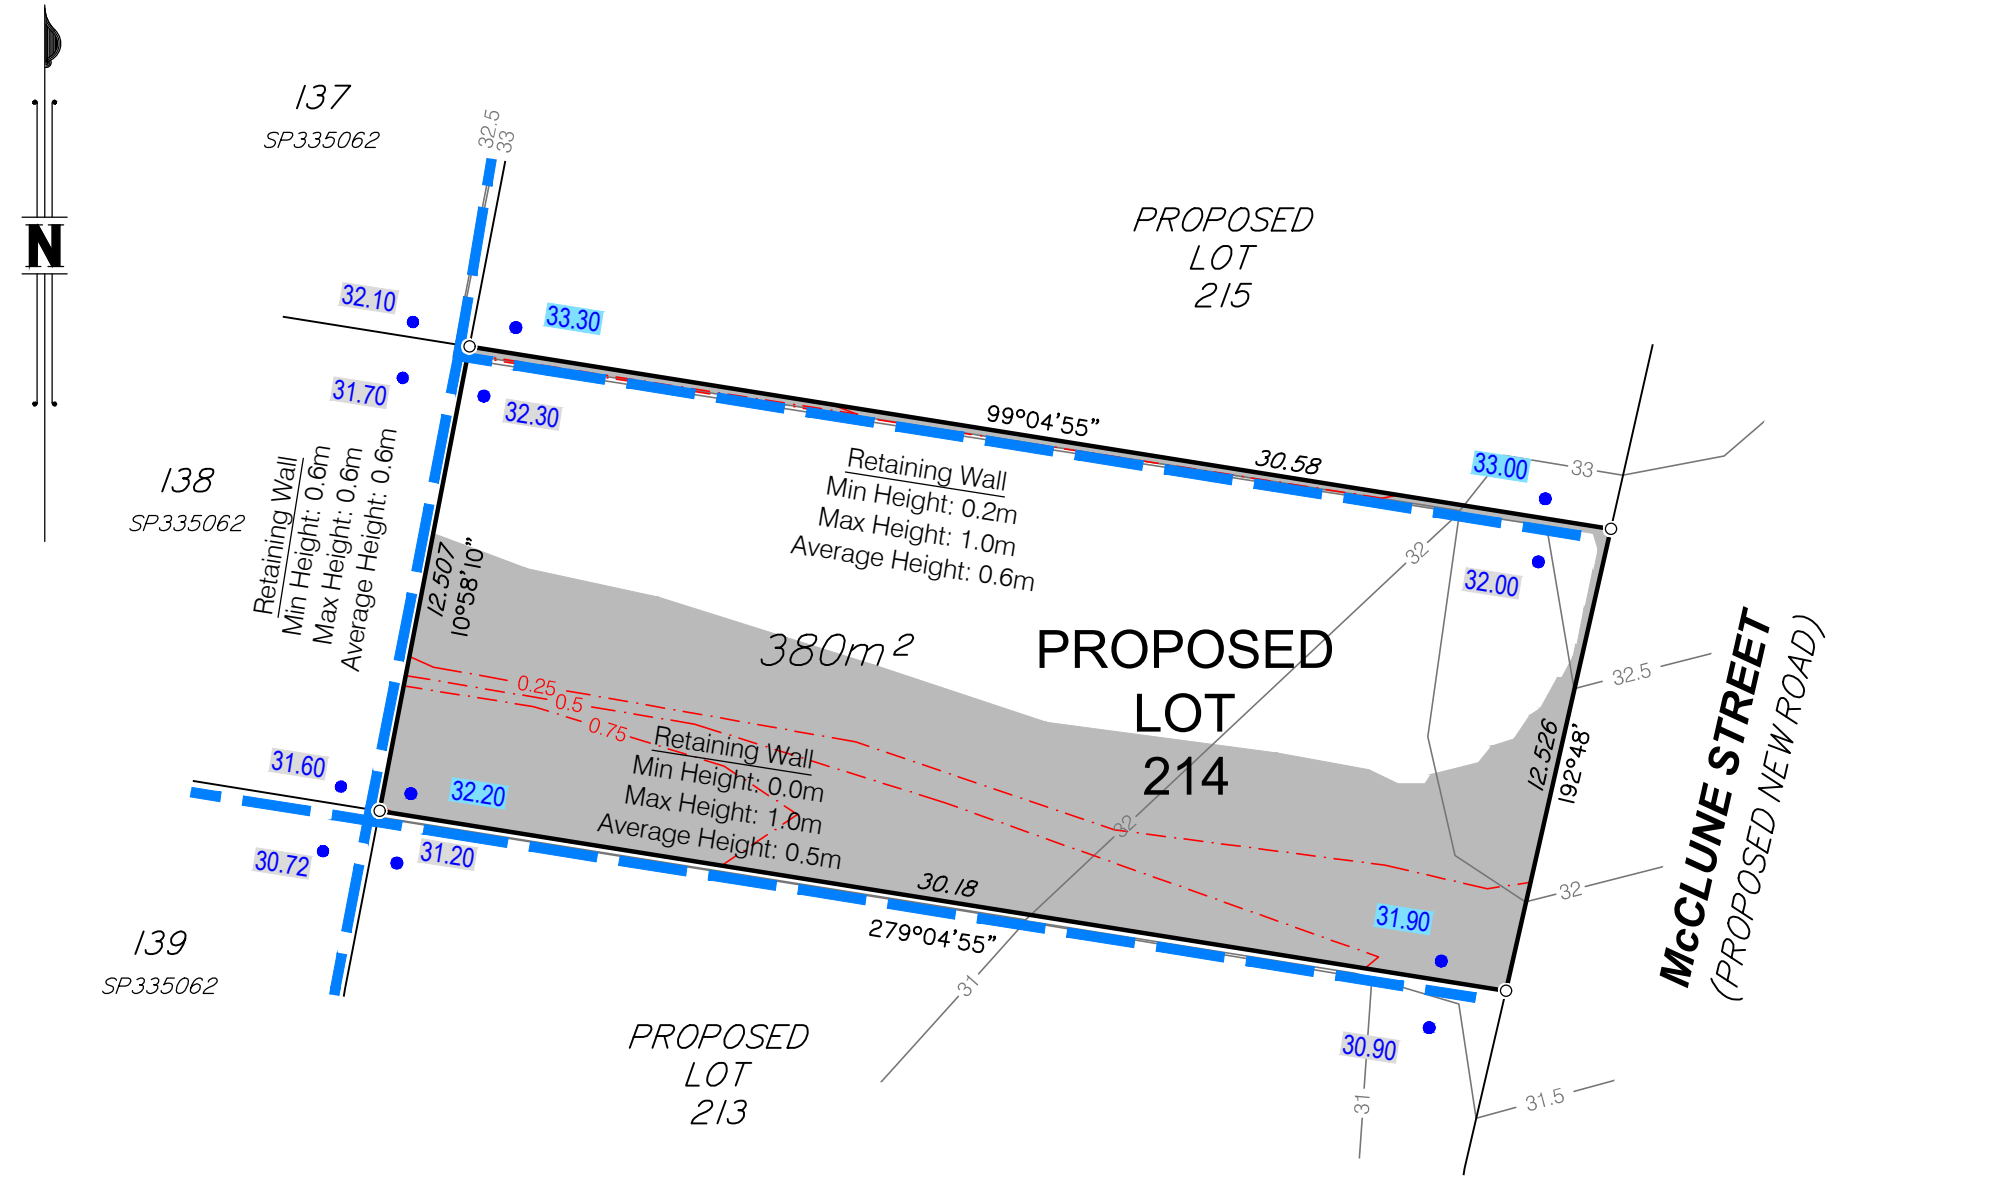 N
137
SP335062
32.5
33
PROPOSED
LOT
215
32.10
33.30
31.70
32.30
99°04'55"
30.58
33.00
33
32
32.00
138
SP335062
Retaining Wall
Min Height: 0.6m
Max Height: 0.6m
Average Height: 0.6m
12.507
10°58'10"
Retaining Wall
Min Height: 0.2m
Max Height: 1.0m
Average Height: 0.6m
380m²
PROPOSED
LOT
214
32.5
12.526
192°48'
McCLUNE STREET
(PROPOSED NEW ROAD)
0.25
0.5
0.75
Retaining Wall
Min Height: 0.0m
Max Height: 1.0m
Average Height: 0.5m
32
32
31.60
32.20
30.72
31.20
30.18
279°04'55"
31.90
30.90
139
SP335062
31
31
31.5
PROPOSED
LOT
213